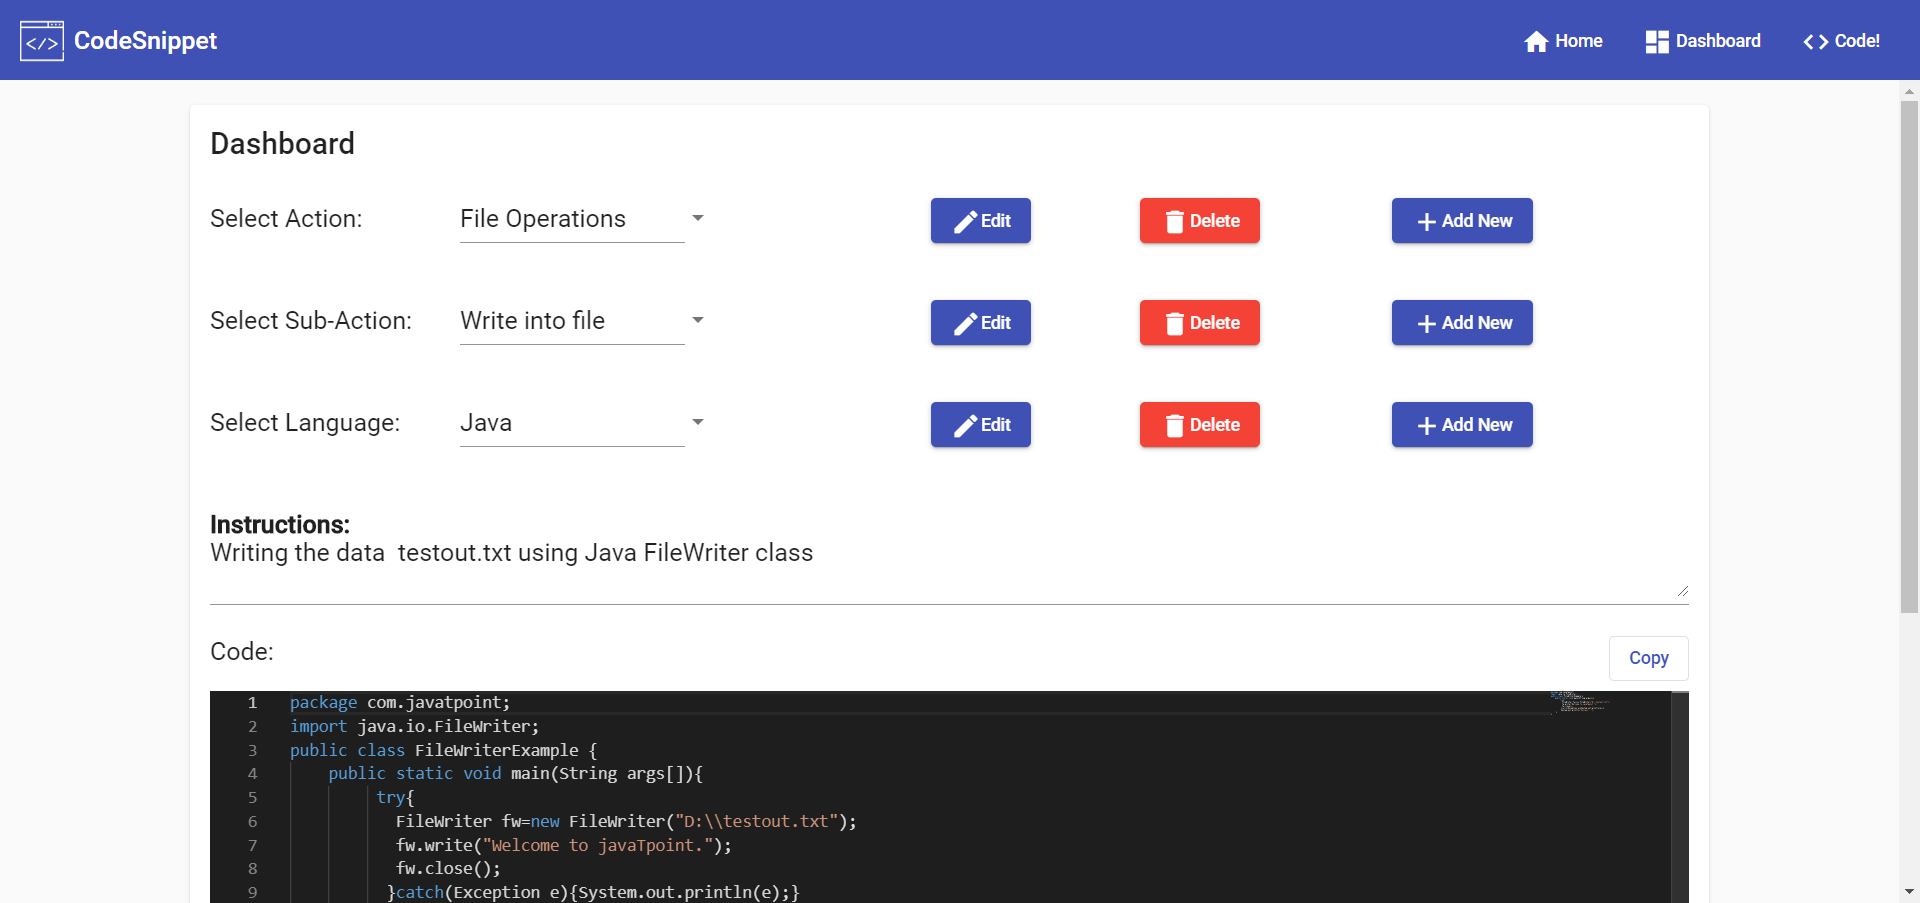 CodeSnippet
Home Dashboard Code!
Dashboard
Select Action: File Operations Edit Delete Add New
Select Sub-Action: Write into file Edit Delete Add New
Select Language: Java Edit Delete Add New
Instructions:
Writing the data  testout.txt using Java FileWriter class
Code: Copy
1 package com.javatpoint;
2 import java.io.FileWriter;
3 public class FileWriterExample {
4 public static void main(String args[]){
5 try{
6 FileWriter fw=new FileWriter("D:\\testout.txt");
7 fw.write("Welcome to javaTpoint.");
8 fw.close();
9 }catch(Exception e){System.out.println(e);}